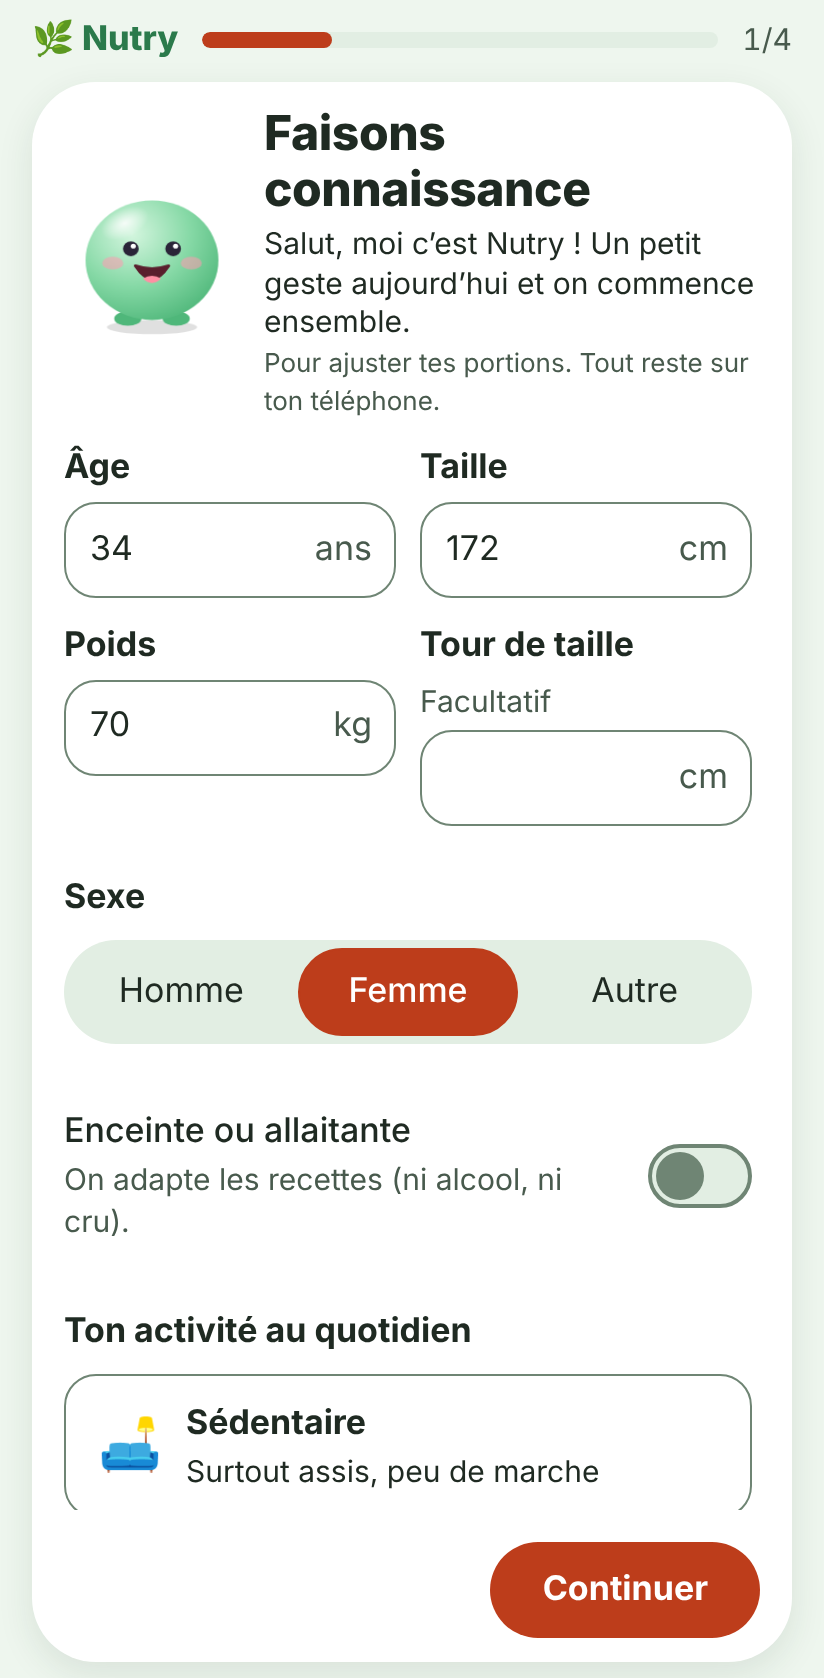 Nutry
1/4
Faisons
connaissance
Salut, moi c’est Nutry ! Un petit
geste aujourd’hui et on commence
ensemble.
Pour ajuster tes portions. Tout reste sur
ton téléphone.
Âge
Taille
34 ans
172 cm
Poids
Tour de taille
Facultatif
70 kg
cm
Sexe
Homme Femme Autre
Enceinte ou allaitante
On adapte les recettes (ni alcool, ni
cru).
Ton activité au quotidien
Sédentaire
Surtout assis, peu de marche
Continuer